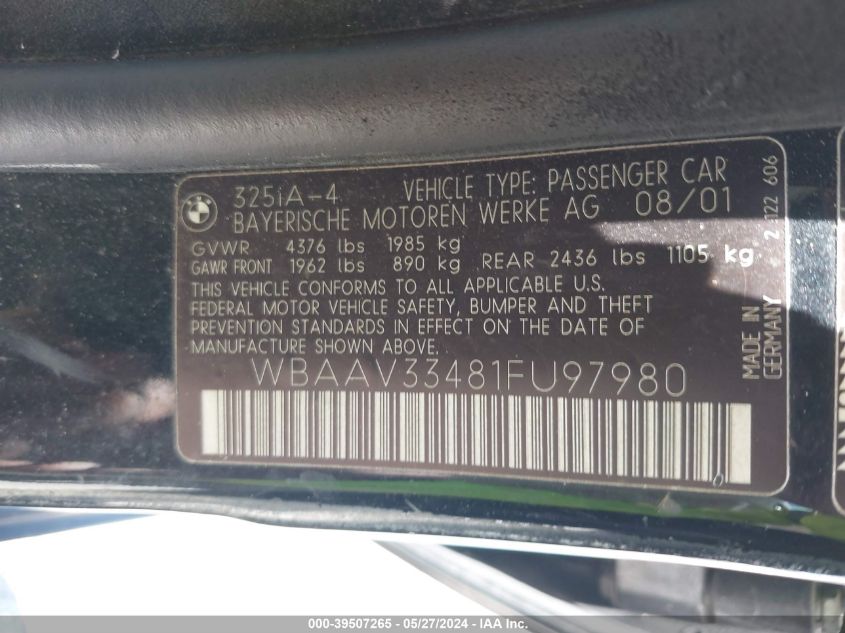 BMW
325iA-4 VEHICLE TYPE: PASSENGER CAR
BAYERISCHE MOTOREN WERKE AG 08/01
GVWR 4376 lbs 1985 kg
GAWR FRONT 1962 lbs 890 kg REAR 2436 lbs 1105 kg
THIS VEHICLE CONFORMS TO ALL APPLICABLE U.S.
FEDERAL MOTOR VEHICLE SAFETY, BUMPER AND THEFT
PREVENTION STANDARDS IN EFFECT ON THE DATE OF
MANUFACTURE SHOWN ABOVE.
WBAAV33481FU97980
MADE IN
GERMANY
122 606
000-39507265 - 05/27/2024 - IAA Inc.